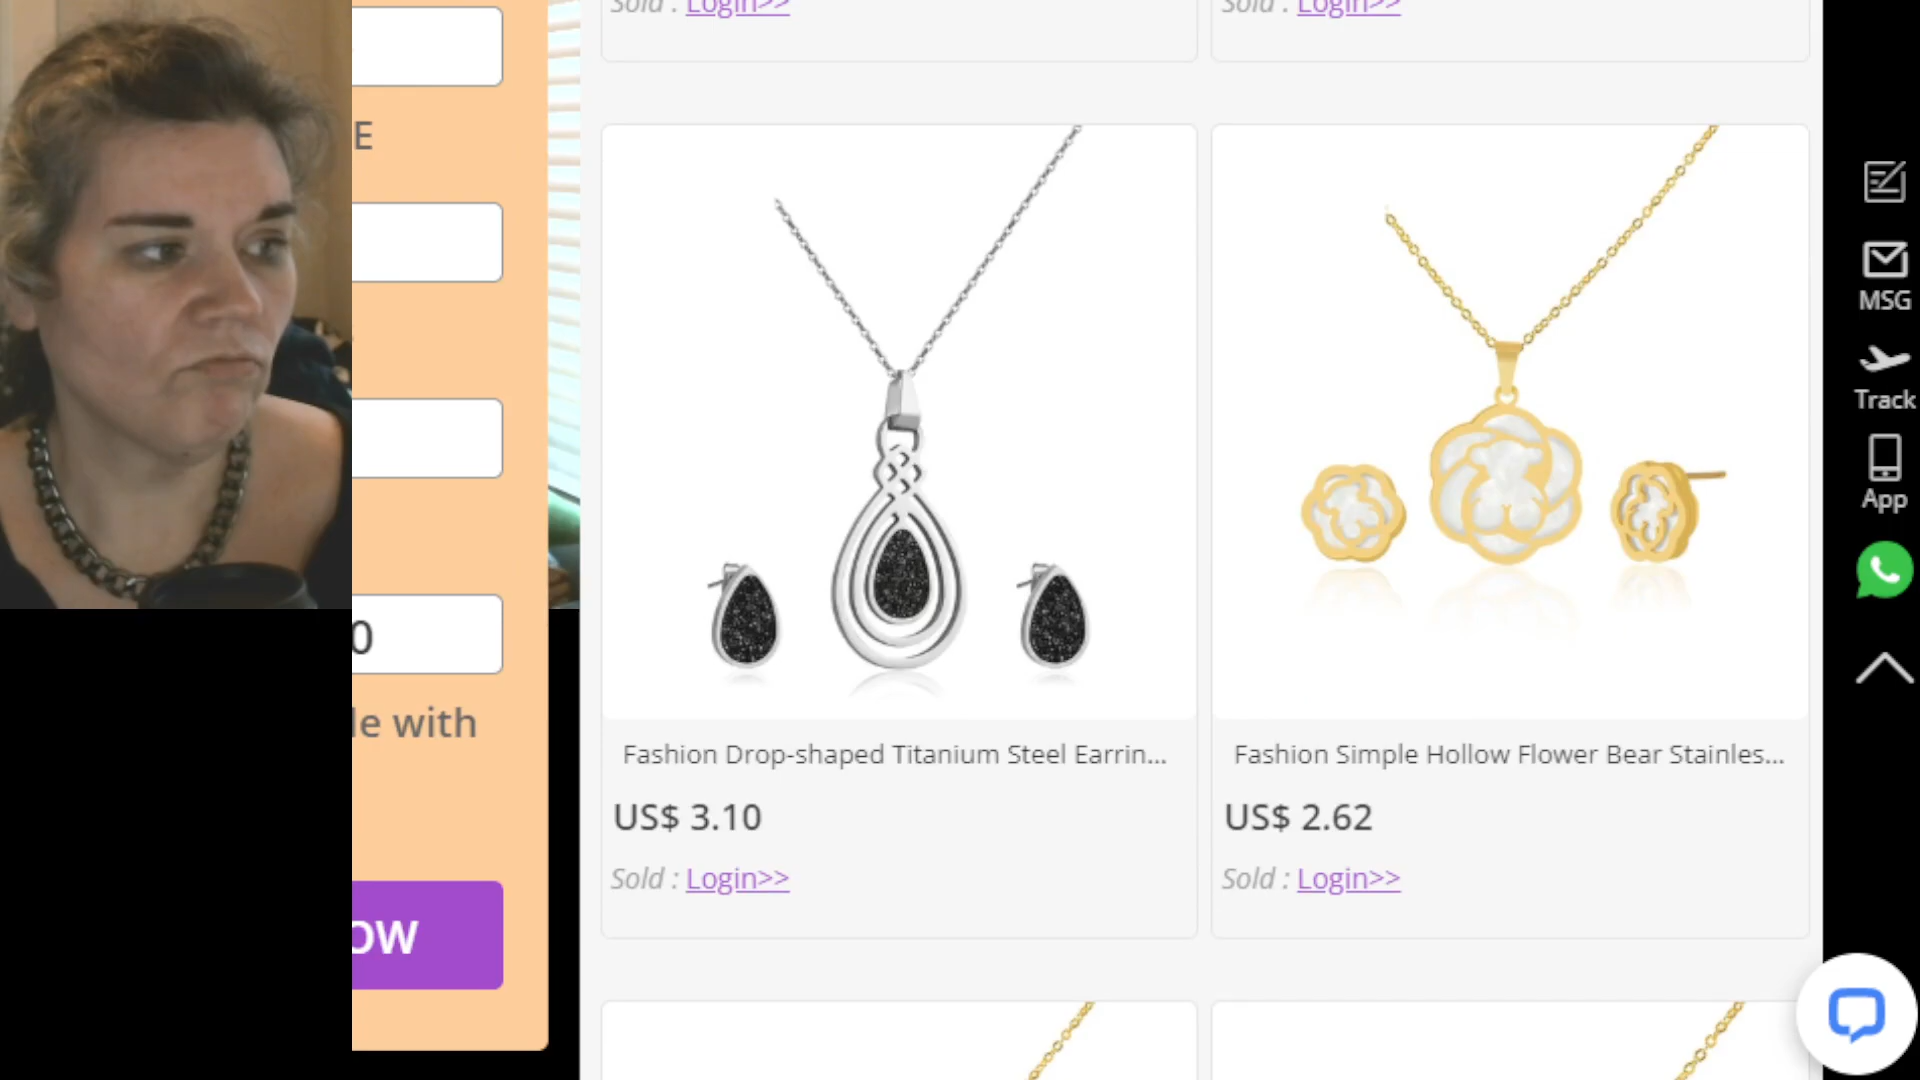 Sold : Login>>
Sold : Login>>
E
0
le with
OW
Fashion Drop-shaped Titanium Steel Earrin...
US$ 3.10
Sold : Login>>
Fashion Simple Hollow Flower Bear Stainles...
US$ 2.62
Sold : Login>>
MSG
Track
App